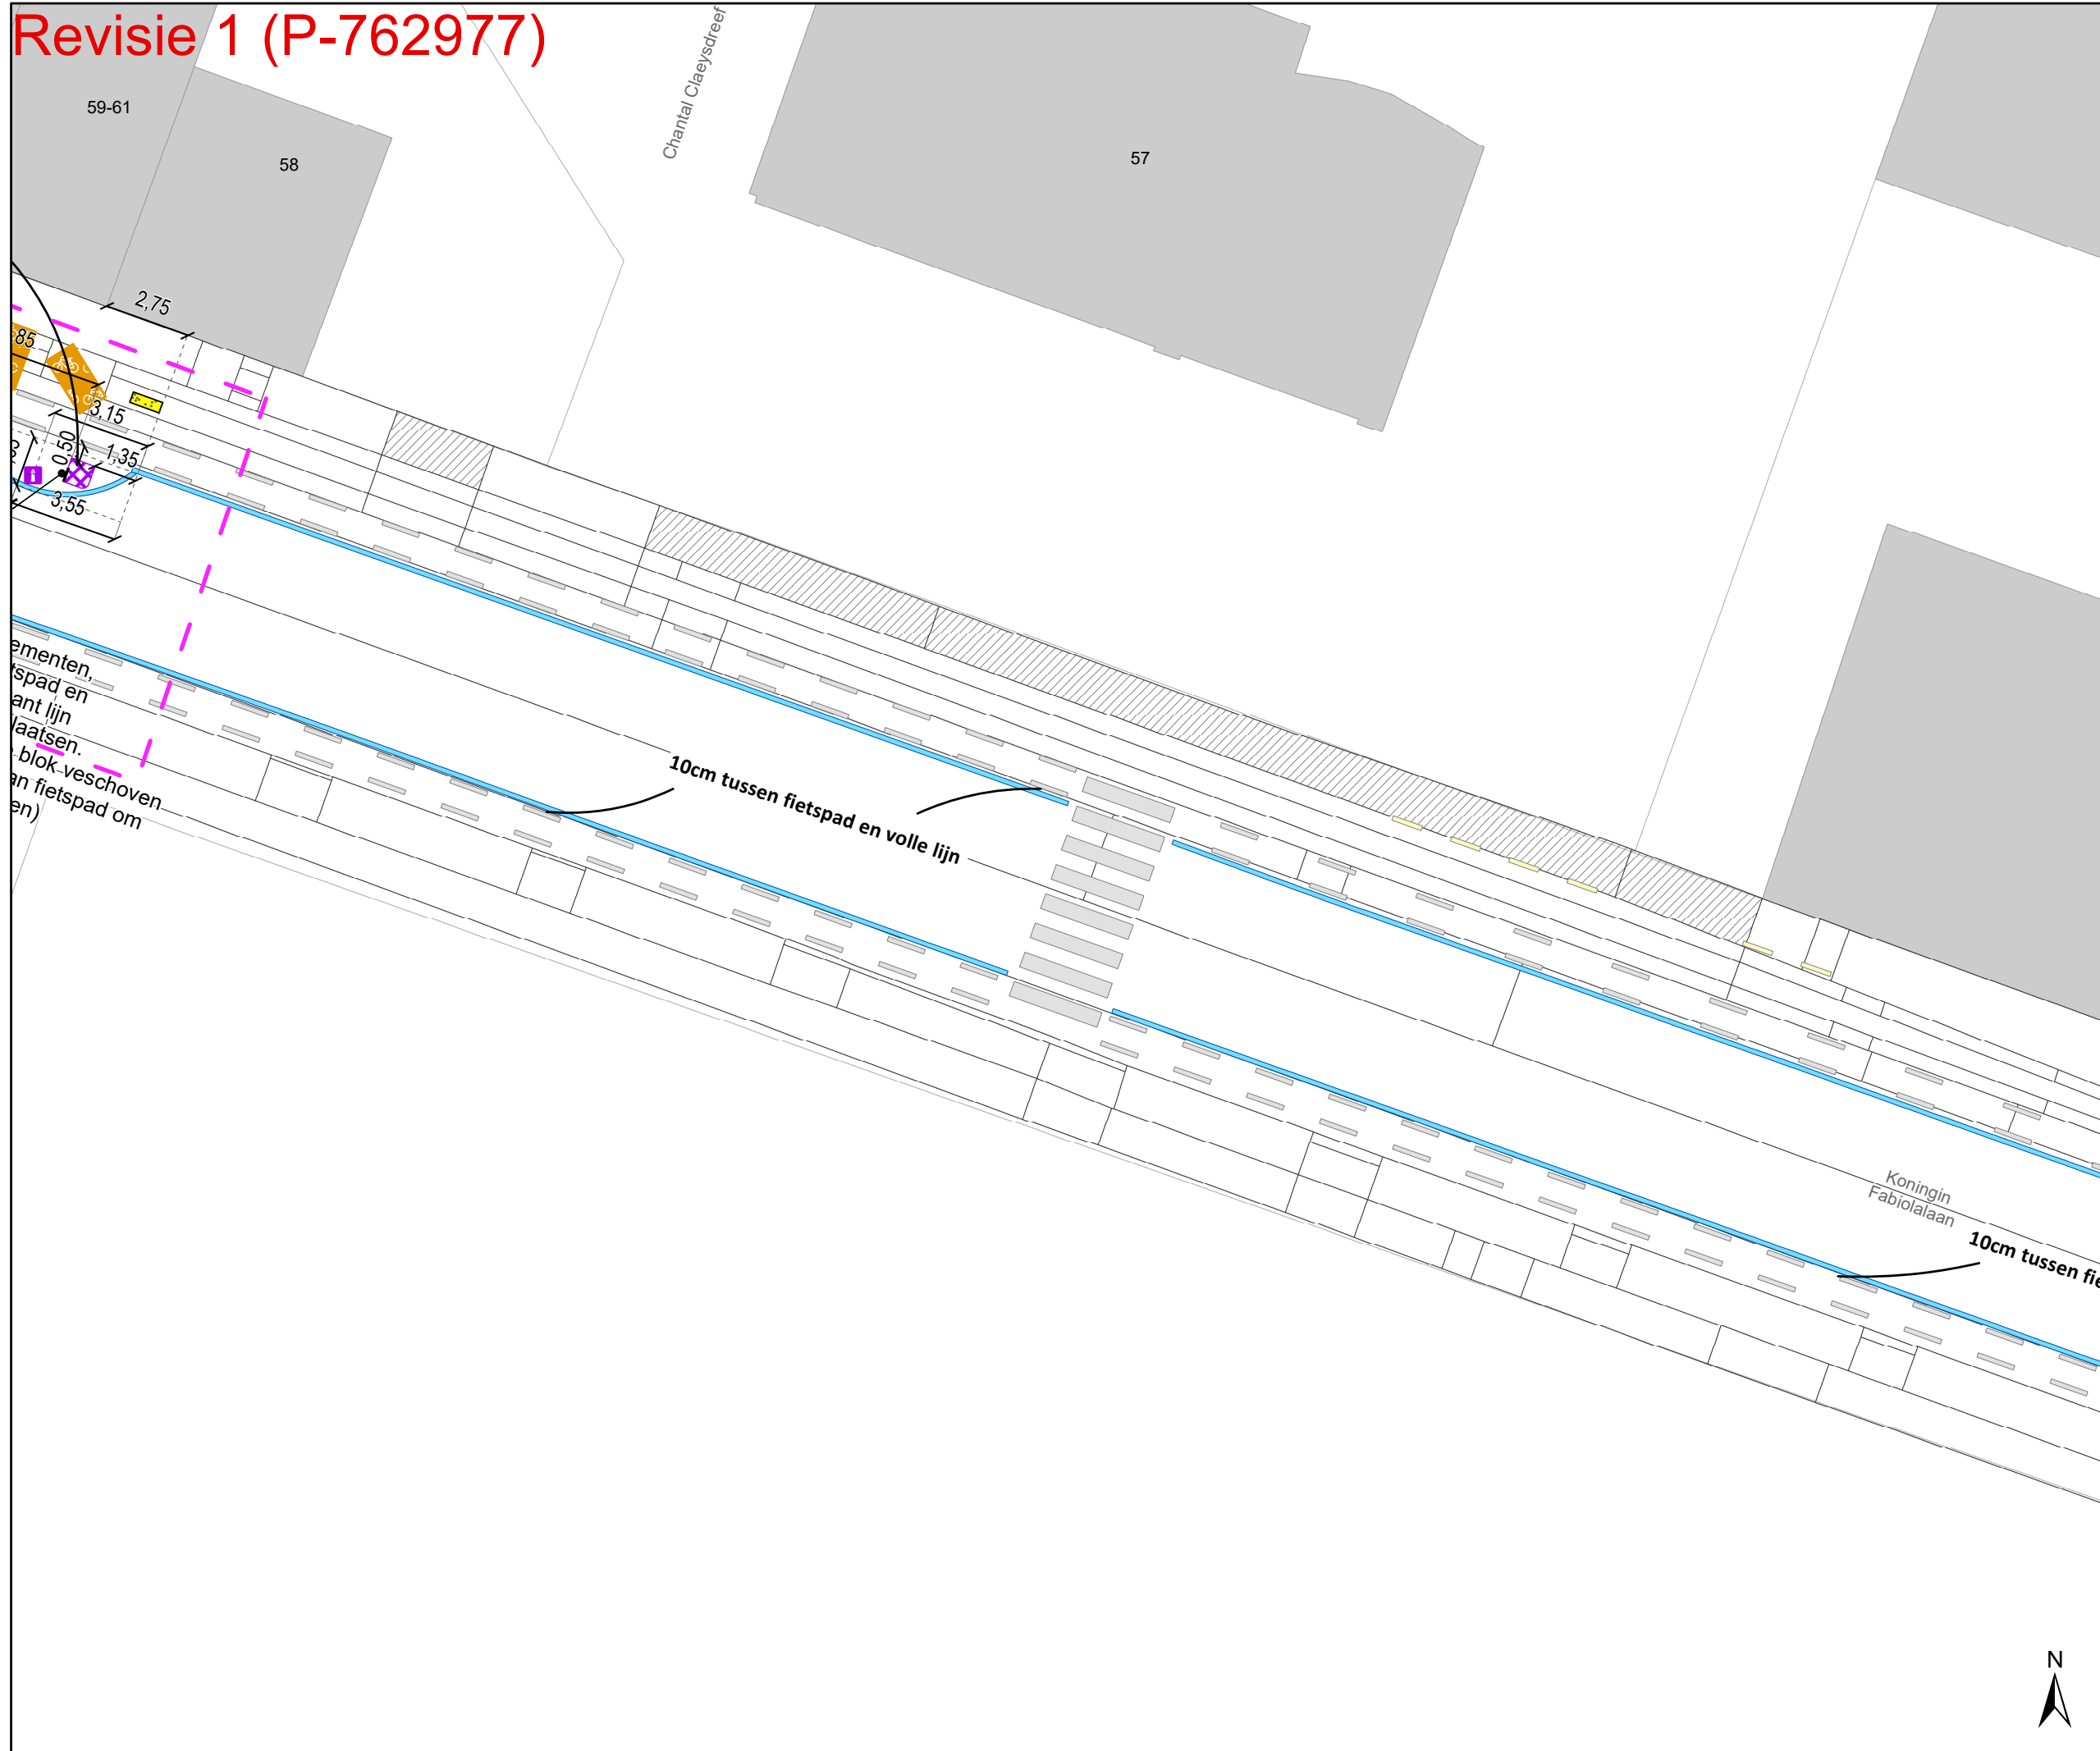 Revisie 1 (P-762977)
59-61
58
Chantal Claeysdreef
57
2,75
85
3,15
0,50
1,35
3,55
ementen,
tspad en
ant lijn
laatsen.
blok veschoven
an fietspad om
en)
10cm tussen fietspad en volle lijn
Koningin
Fabiolalaan
10cm tussen fie
N